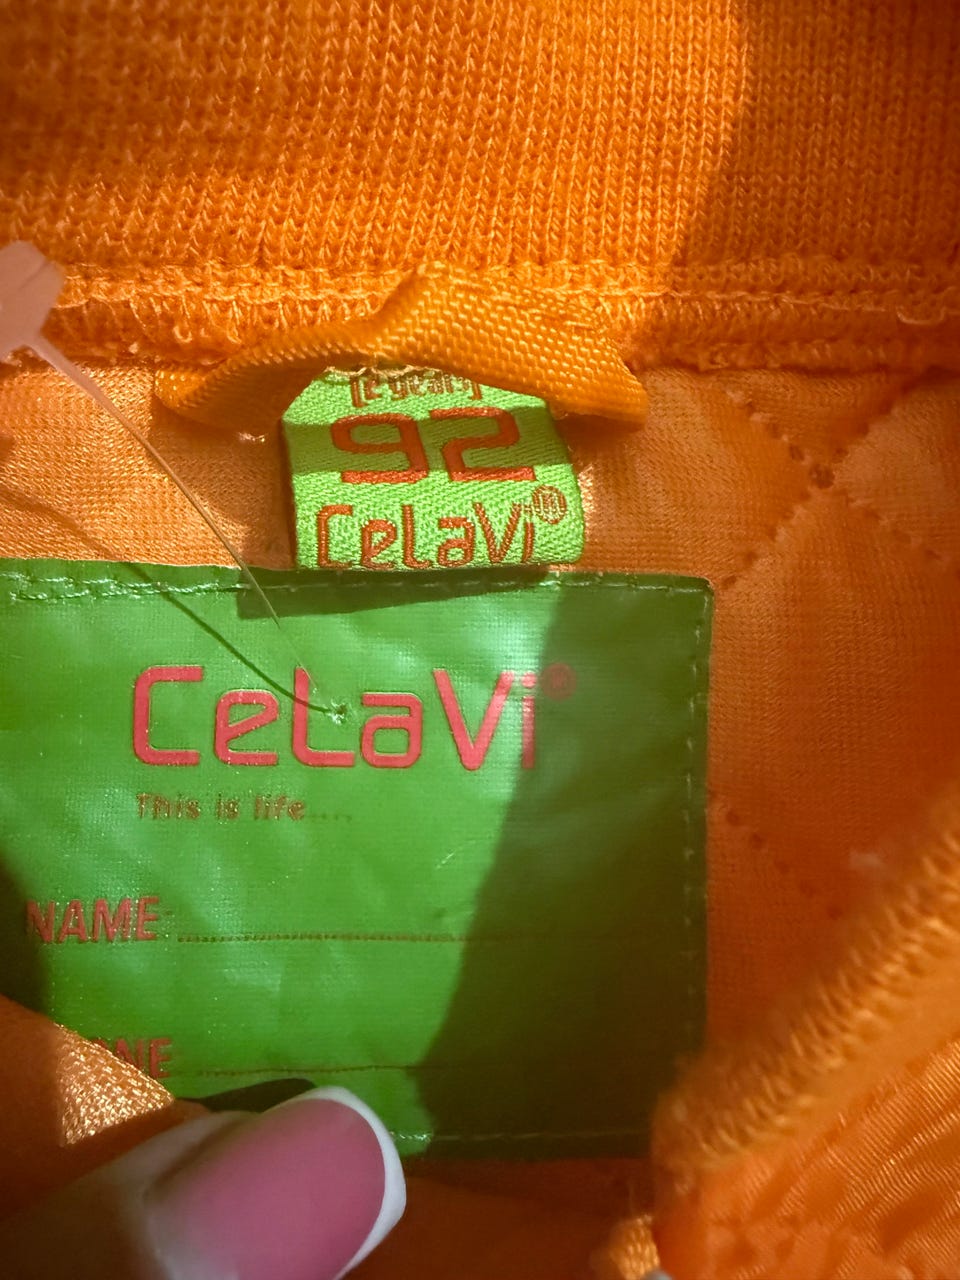 [2 years]
92
CeLaVi®
CeLaVi®
This is life....
NAME